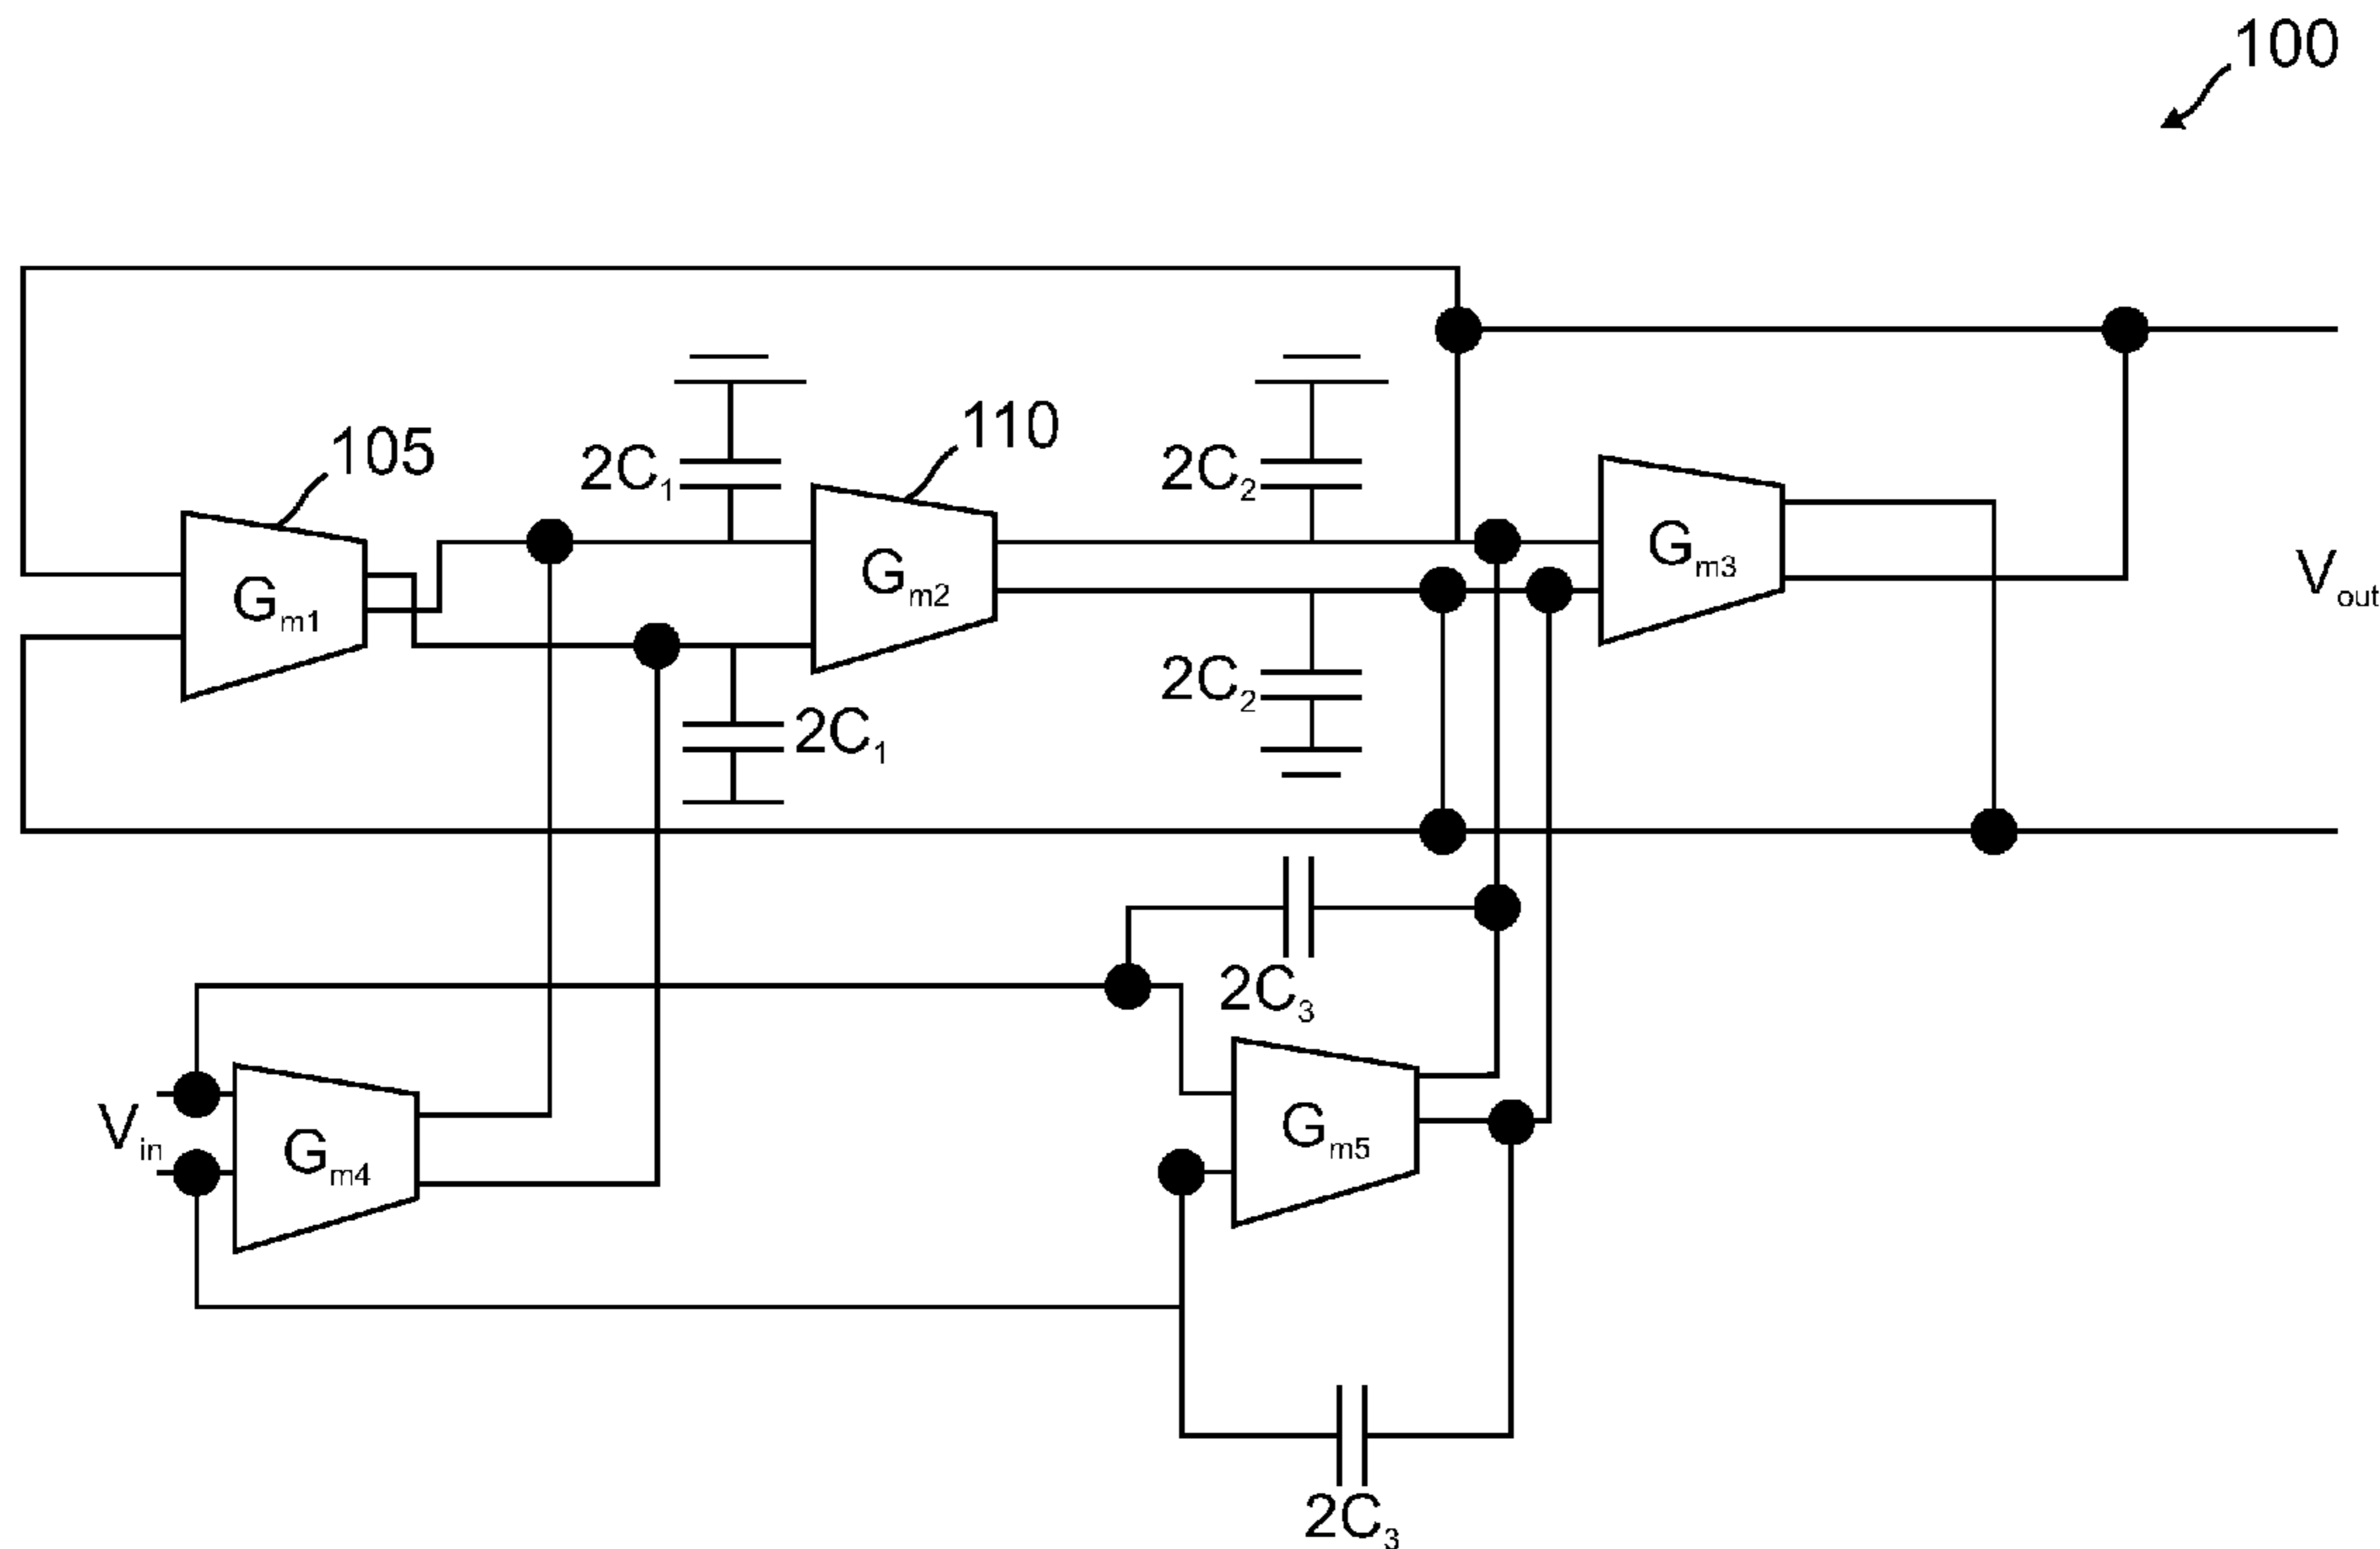 100
105
2C₁
110
2C₂
Gm1
Gm2
Gm3
Vout
2C₂
2C₁
2C₃
Vin
Gm4
Gm5
2C₃